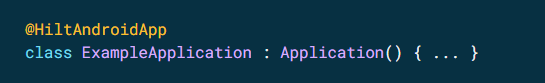 @HiltAndroidApp
class ExampleApplication : Application() { ... }